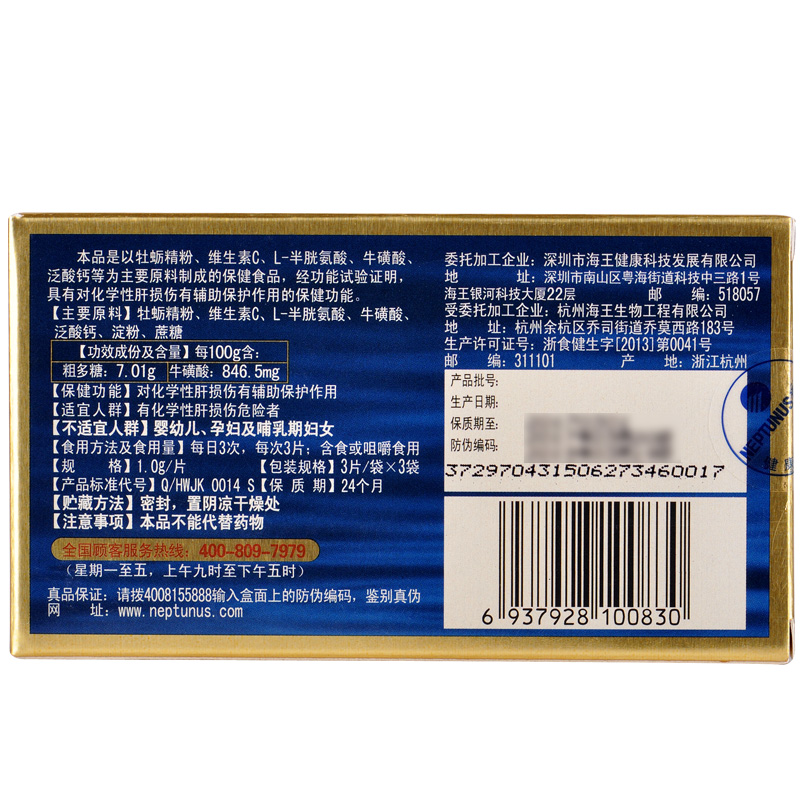 本品是以牡蛎精粉、维生素C、L-半胱氨酸、牛磺酸、
泛酸钙等为主要原料制成的保健食品，经功能试验证明，
具有对化学性肝损伤有辅助保护作用的保健功能。
【主要原料】牡蛎精粉、维生素C、L-半胱氨酸、牛磺酸、
泛酸钙、淀粉、蔗糖
【功效成份及含量】每100g含：
粗多糖：7.01g 牛磺酸：846.5mg
【保健功能】对化学性肝损伤有辅助保护作用
【适宜人群】有化学性肝损伤危险者
【不适宜人群】婴幼儿、孕妇及哺乳期妇女
【食用方法及食用量】每日3次，每次3片；含食或咀嚼食用
【规 格】1.0g/片 【包装规格】3片/袋×3袋
【产品标准代号】Q/HWJK 0014 S【保 质 期】24个月
【贮藏方法】密封，置阴凉干燥处
【注意事项】本品不能代替药物
全国顾客服务热线：400-809-7979
（星期一至五，上午九时至下午五时）
真品保证：请拨4008155888输入盒面上的防伪编码，鉴别真伪
网 址：www.neptunus.com
委托加工企业：深圳市海王健康科技发展有限公司
地 址：深圳市南山区粤海街道科技中三路1号
海王银河科技大厦22层 邮 编：518057
受委托加工企业：杭州海王生物工程有限公司
地 址：杭州余杭区乔司街道乔莫西路183号
生产许可证号：浙食健生字[2013]第0041号
邮 编：311101 产 地：浙江杭州
产品批号：
生产日期：
保质期至：
防伪编码：
372970431506273460017
6 937928 100830
NEPTUNUS
健